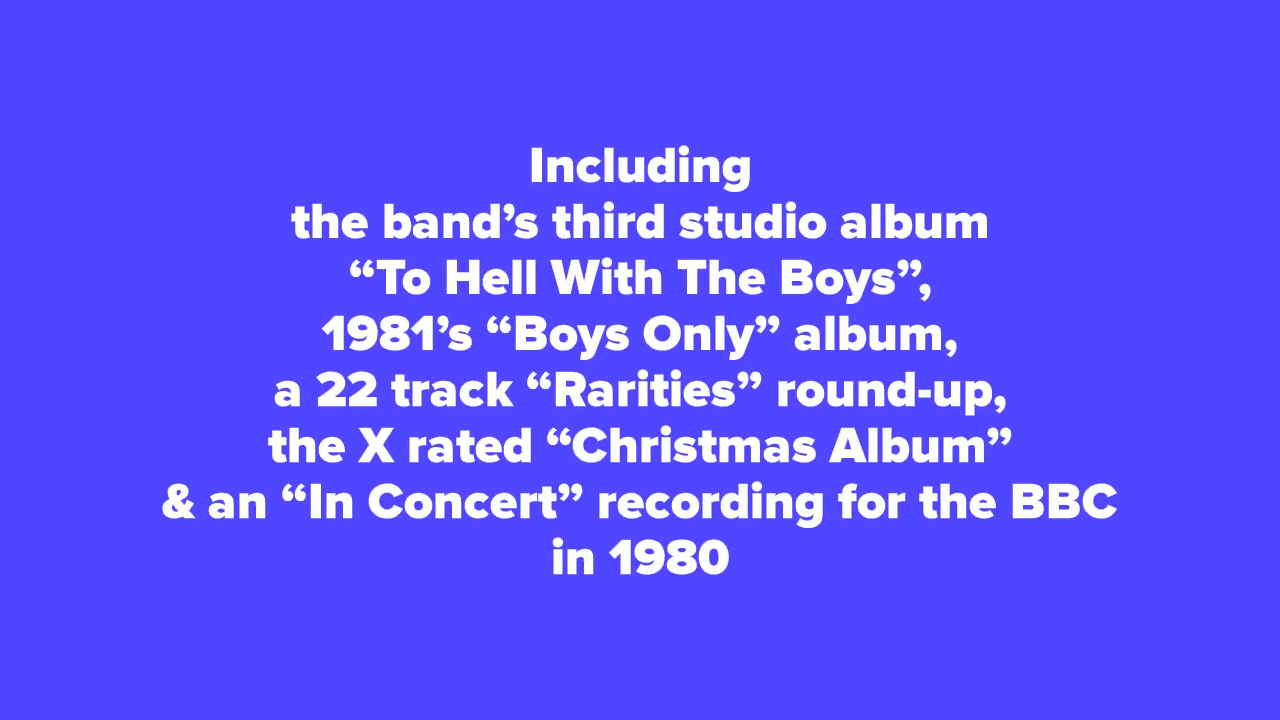 Including
the band’s third studio album
“To Hell With The Boys”,
1981’s “Boys Only” album,
a 22 track “Rarities” round-up,
the X rated “Christmas Album”
& an “In Concert” recording for the BBC
in 1980